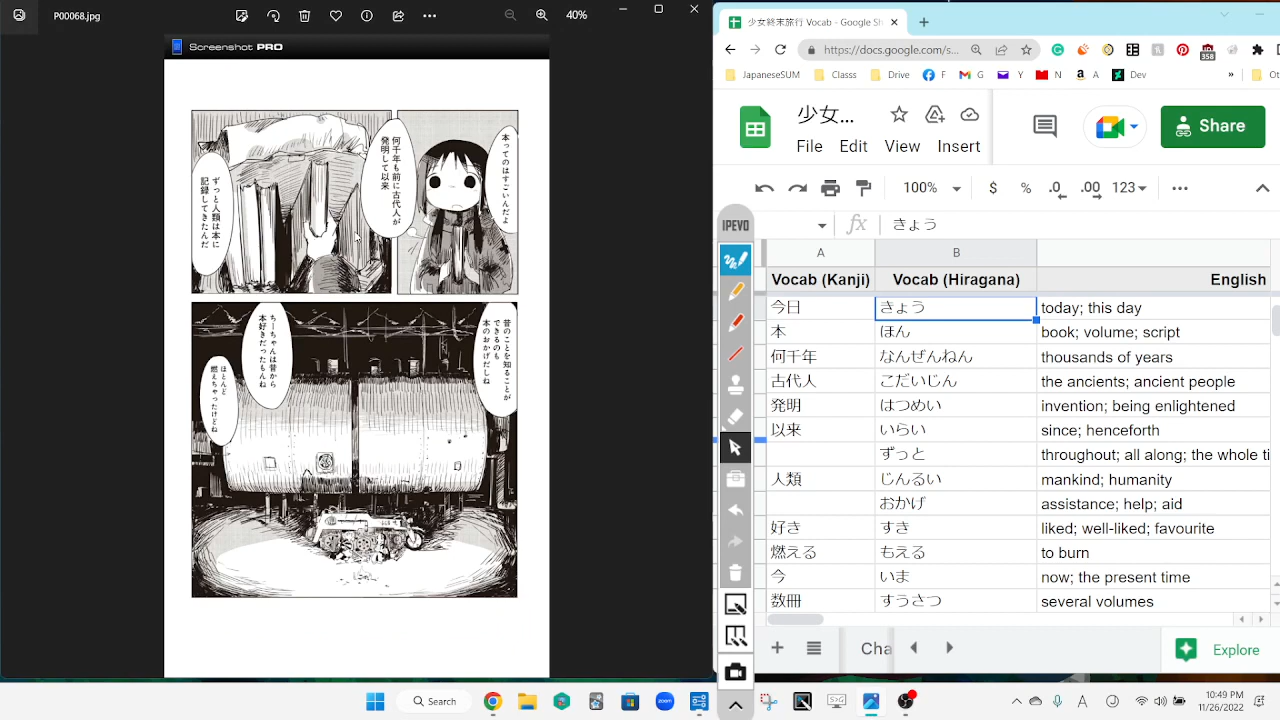 P00068.jpg
40%
Screenshot PRO
本ってのはすごいんだよ
何千年も前に古代人が
発明して以来
ずっと人類は本に
記録してきたんだ
昔のことを知ることが
できるのも
本のおかげだしね
ちーちゃんは昔から
本好きだったもんね
ほとんど
燃えちゃったけどね
少女終末旅行 Vocab - Google Sh
https://docs.google.com/s...
358
JapaneseSUM
Classs
Drive
F
G
Y
N
A
Dev
»
Ot
少女...
File Edit View Insert
Share
100%
$ % .0 .00 123
IPEVO
fx きょう
A B
Vocab (Kanji) Vocab (Hiragana) English
今日 きょう today; this day
本 ほん book; volume; script
何千年 なんぜんねん thousands of years
古代人 こだいじん the ancients; ancient people
発明 はつめい invention; being enlightened
以来 いらい since; henceforth
ずっと throughout; all along; the whole ti
人類 じんるい mankind; humanity
おかげ assistance; help; aid
好き すき liked; well-liked; favourite
燃える もえる to burn
今 いま now; the present time
数冊 すうさつ several volumes
Cha
Explore
Search
zoom
A
10:49 PM
11/26/2022